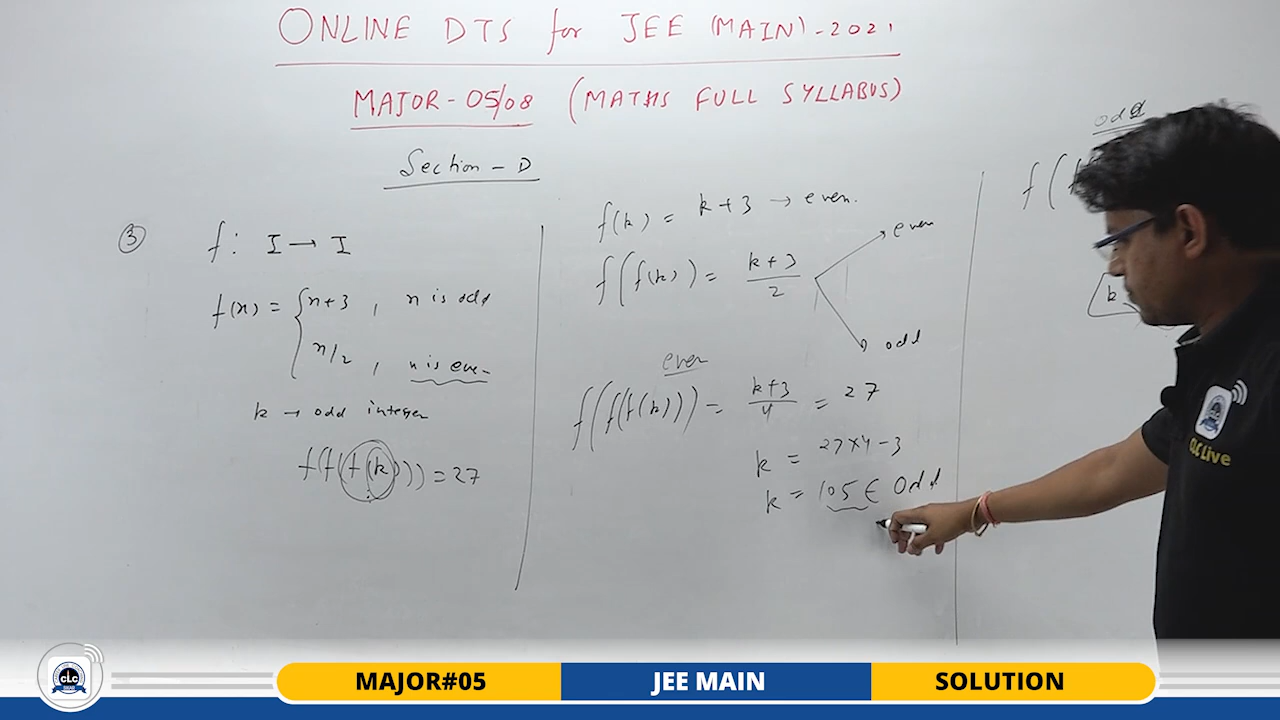 ONLINE DTS for JEE (MAIN) - 2021
MAJOR - 05/08 (MATHS FULL SYLLABUS)
Section - D
③ f : I → I
f(n) = { n+3 , n is odd
n/2 , n is even
k → odd integer
f(f(f(k))) = 27
f(k) = k+3 → even.
f(f(k)) = k+3/2
even
odd
even
f(f(f(k))) = k+3/4 = 27
k = 27×4-3
k = 105 ∈ Odd
odd
f(f
k
CLC Live
CLC
SIKAR
MAJOR#05
JEE MAIN
SOLUTION